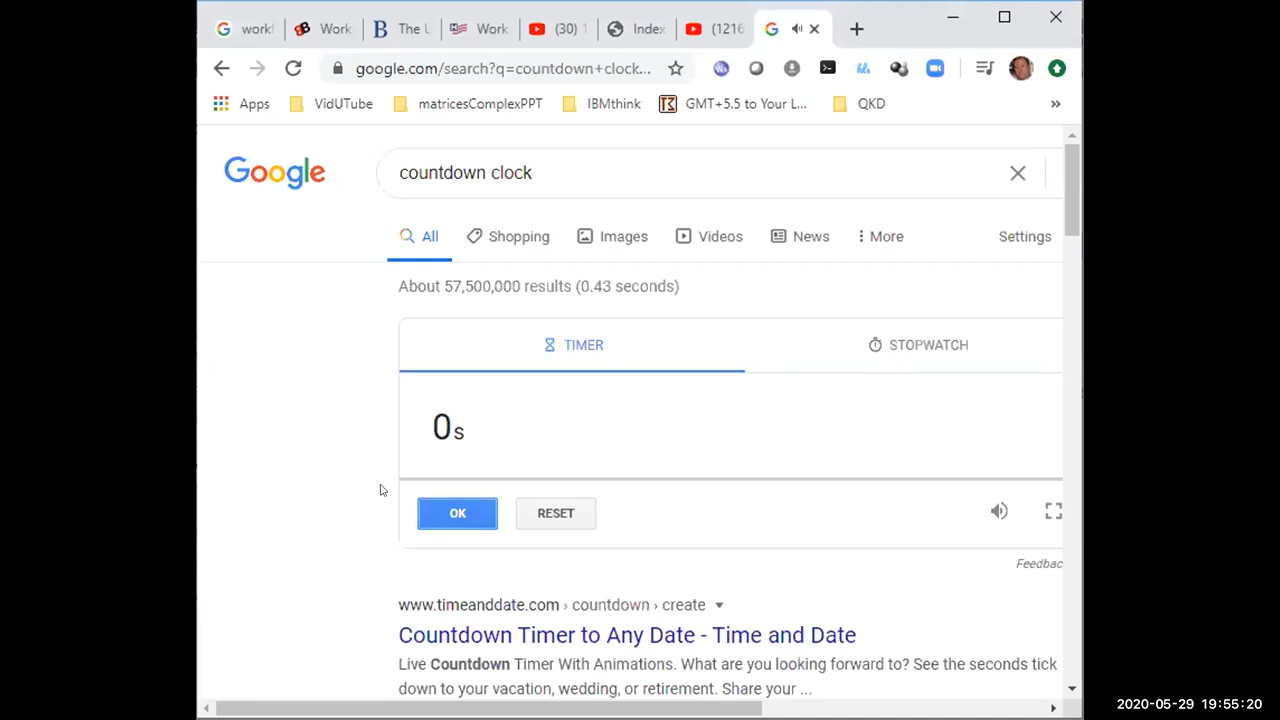 work
Work
The U
Work
(30)
Index
(1216
google.com/search?q=countdown+clock...
Apps
VidUTube
matricesComplexPPT
IBMthink
GMT+5.5 to Your L...
QKD
»
Google
countdown clock
All
Shopping
Images
Videos
News
More
Settings
About 57,500,000 results (0.43 seconds)
TIMER
STOPWATCH
0s
OK
RESET
Feedbac
www.timeanddate.com › countdown › create
Countdown Timer to Any Date - Time and Date
Live Countdown Timer With Animations. What are you looking forward to? See the seconds tick
down to your vacation, wedding, or retirement. Share your ...
2020-05-29 19:55:20